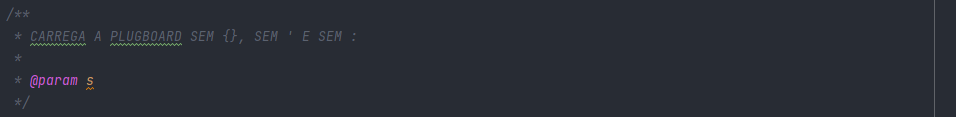 /**
* CARREGA A PLUGBOARD SEM {}, SEM ' E SEM :
*
* @param s
*/